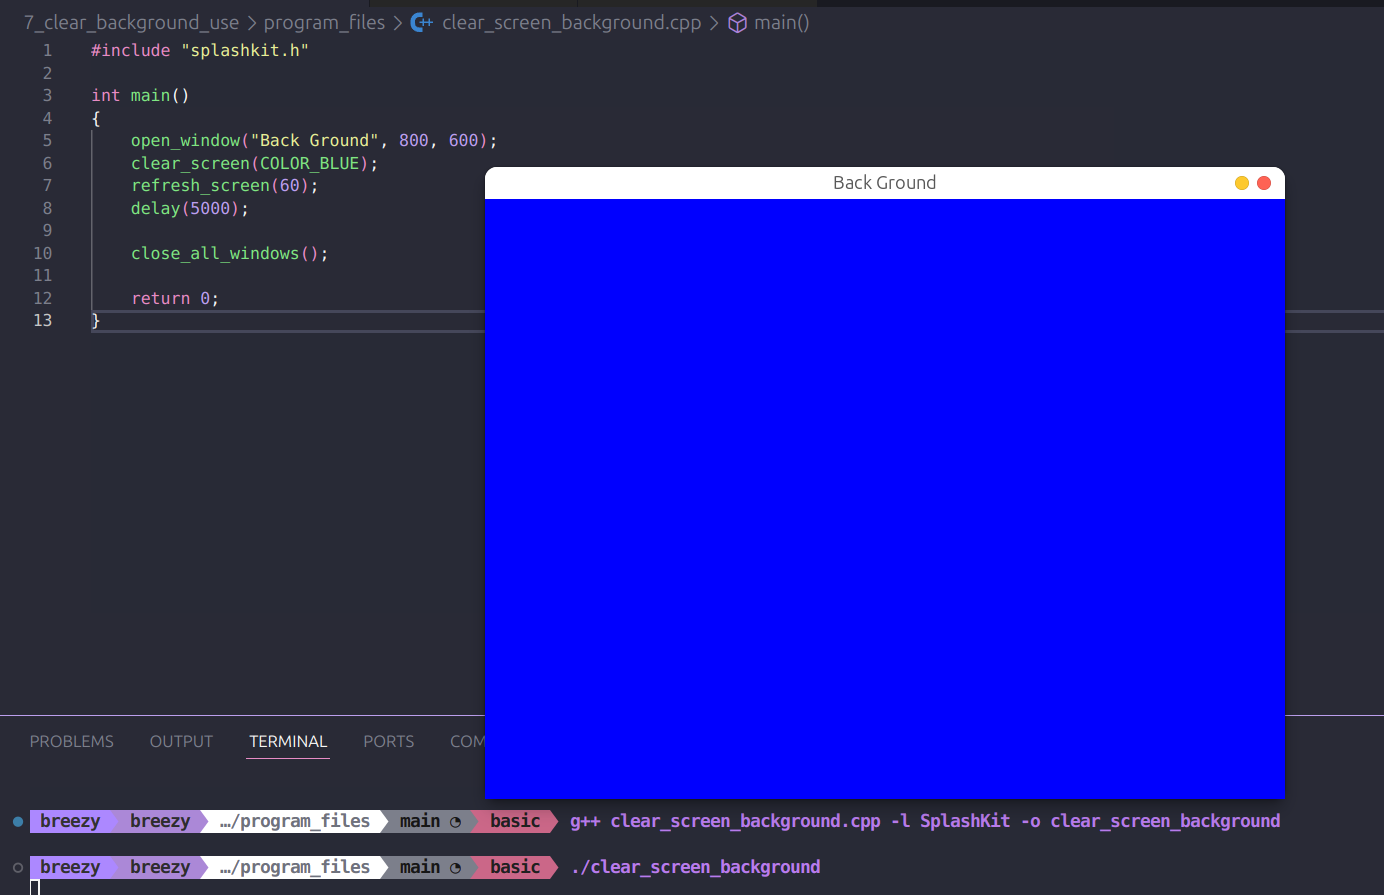 7_clear_background_use > program_files > clear_screen_background.cpp > main()
1 #include "splashkit.h"
2
3 int main()
4 {
5 open_window("Back Ground", 800, 600);
6 clear_screen(COLOR_BLUE);
7 refresh_screen(60);
8 delay(5000);
9
10 close_all_windows();
11
12 return 0;
13 }
Back Ground
PROBLEMS OUTPUT TERMINAL PORTS COM
breezy breezy …/program_files main basic g++ clear_screen_background.cpp -l SplashKit -o clear_screen_background
breezy breezy …/program_files main basic ./clear_screen_background